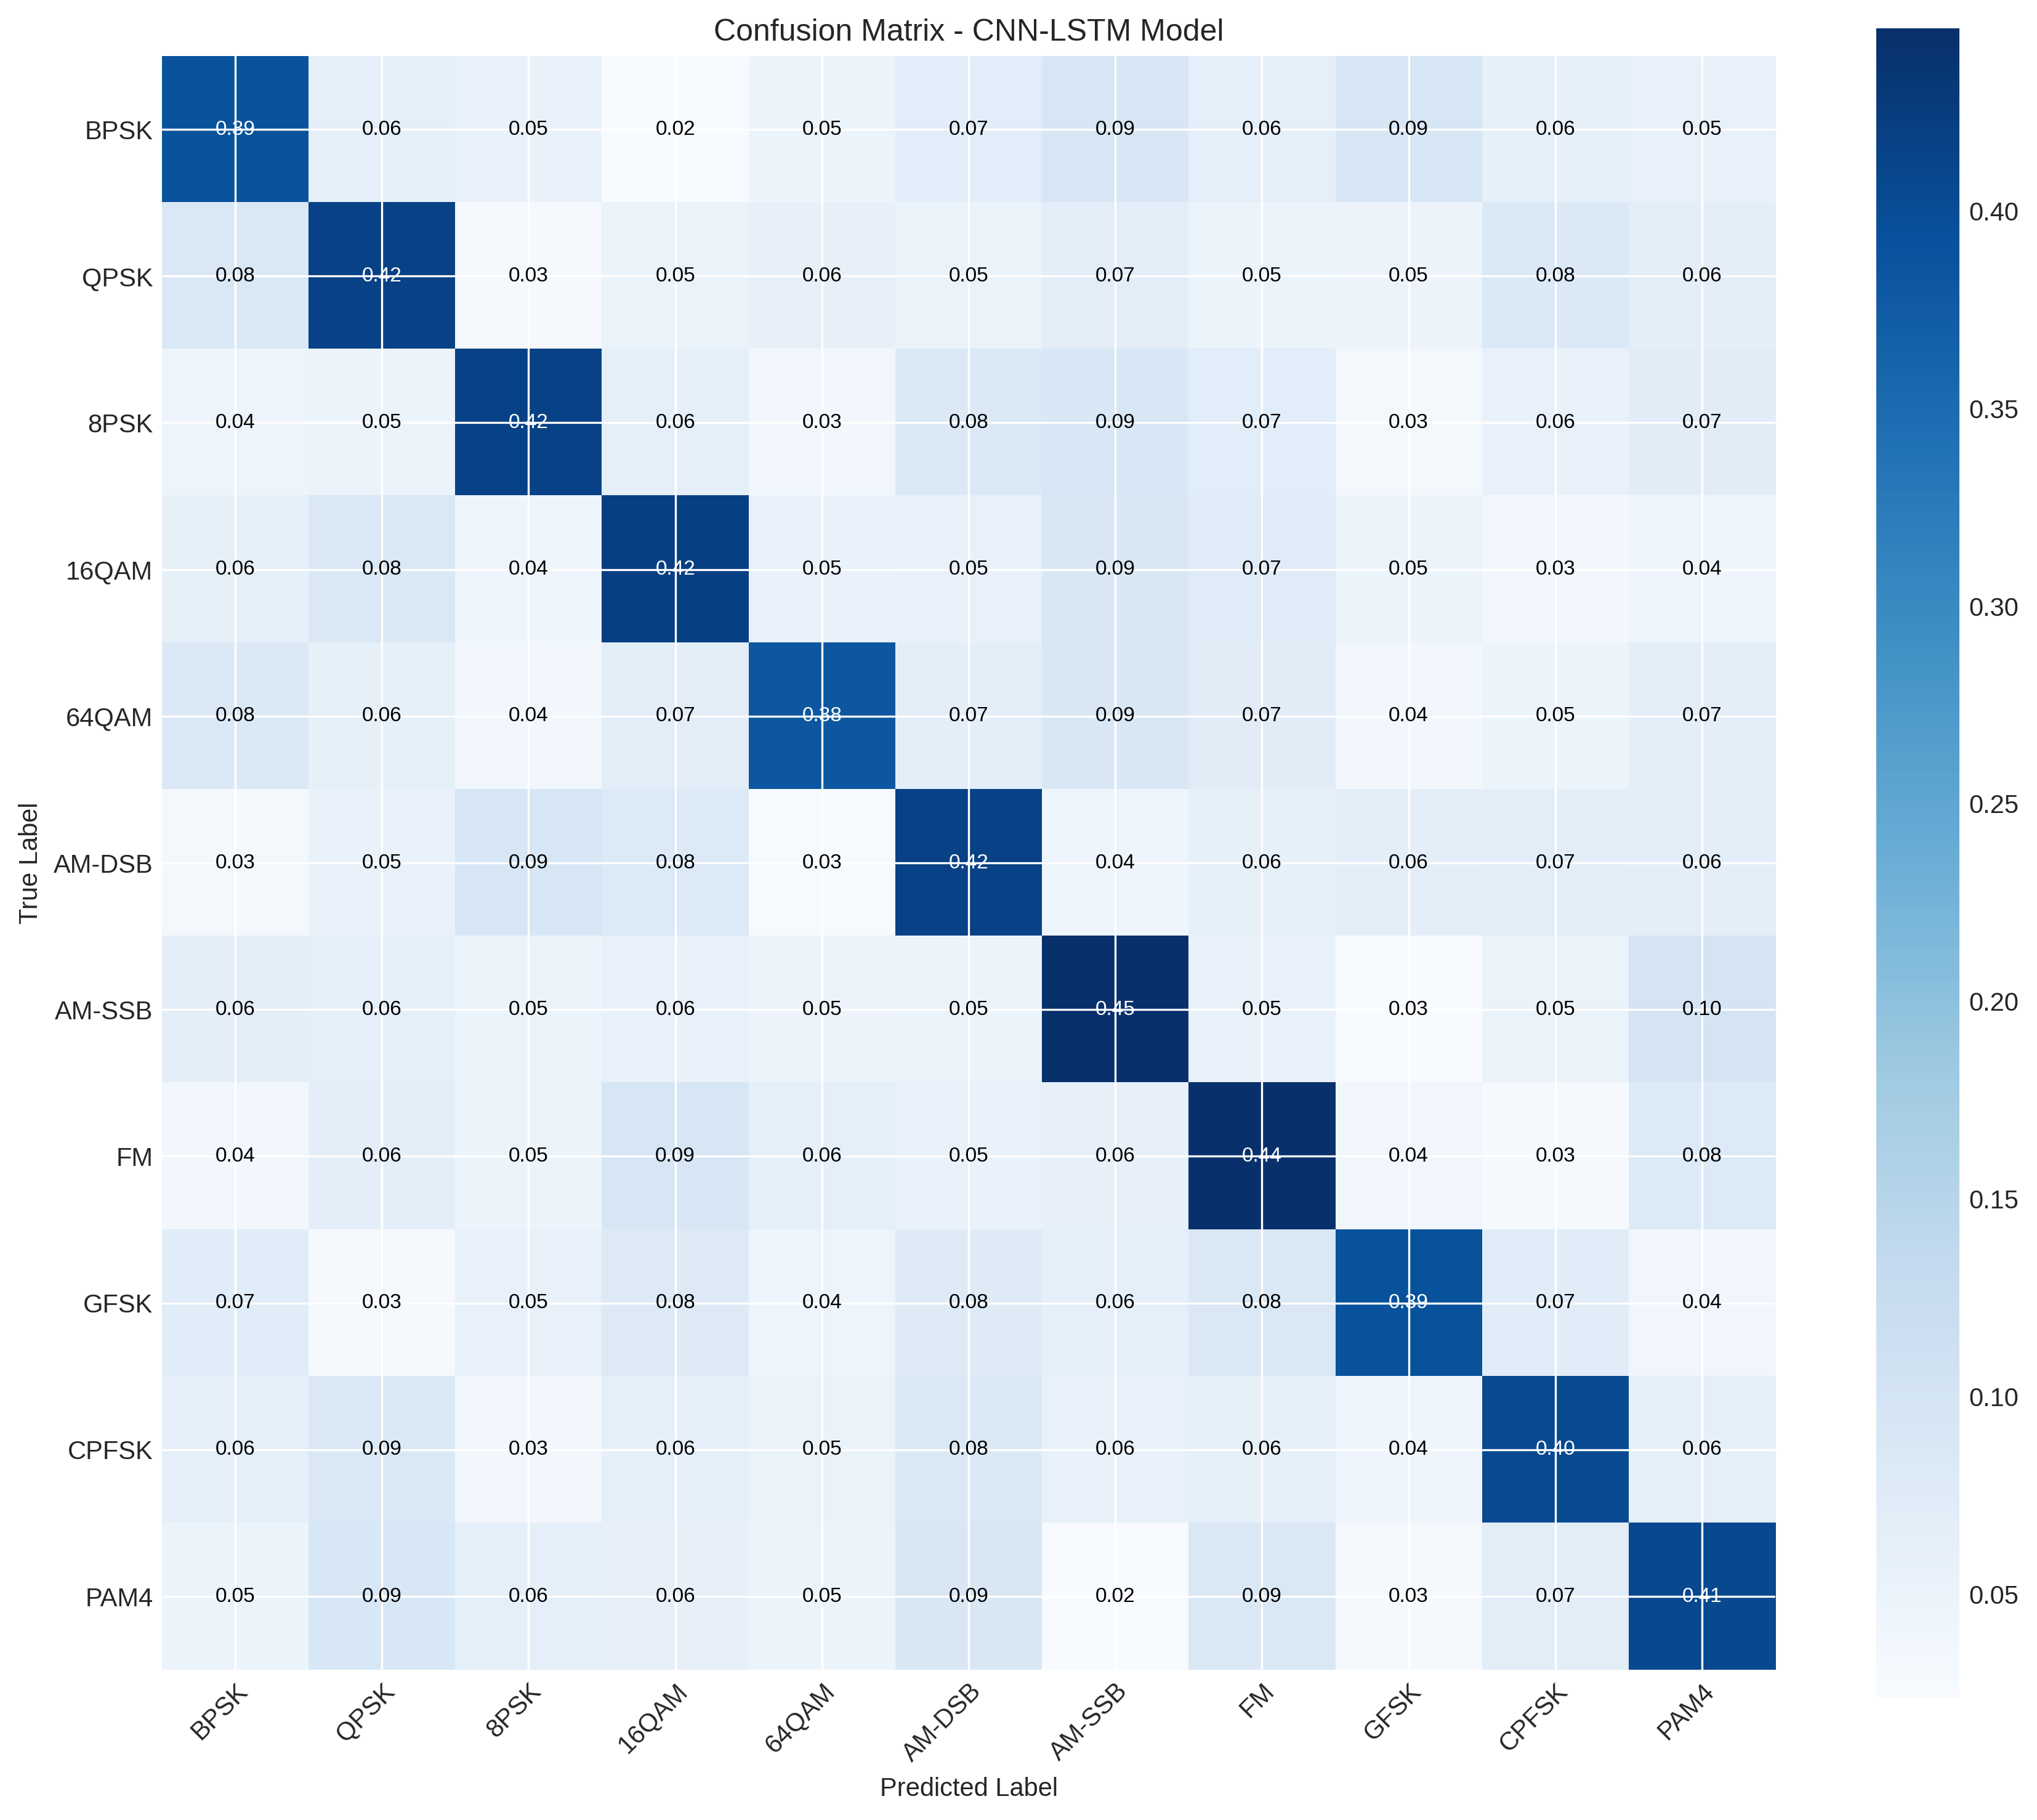 Confusion Matrix - CNN-LSTM Model
BPSK 0.39 0.06 0.05 0.02 0.05 0.07 0.09 0.06 0.09 0.06 0.05
QPSK 0.08 0.42 0.03 0.05 0.06 0.05 0.07 0.05 0.05 0.08 0.06
8PSK 0.04 0.05 0.42 0.06 0.03 0.08 0.09 0.07 0.03 0.06 0.07
16QAM 0.06 0.08 0.04 0.42 0.05 0.05 0.09 0.07 0.05 0.03 0.04
64QAM 0.08 0.06 0.04 0.07 0.38 0.07 0.09 0.07 0.04 0.05 0.07
AM-DSB 0.03 0.05 0.09 0.08 0.03 0.42 0.04 0.06 0.06 0.07 0.06
AM-SSB 0.06 0.06 0.05 0.06 0.05 0.05 0.45 0.05 0.03 0.05 0.10
FM 0.04 0.06 0.05 0.09 0.06 0.05 0.06 0.44 0.04 0.03 0.08
GFSK 0.07 0.03 0.05 0.08 0.04 0.08 0.06 0.08 0.39 0.07 0.04
CPFSK 0.06 0.09 0.03 0.06 0.05 0.08 0.06 0.06 0.04 0.40 0.06
PAM4 0.05 0.09 0.06 0.06 0.05 0.09 0.02 0.09 0.03 0.07 0.41
BPSK QPSK 8PSK 16QAM 64QAM AM-DSB AM-SSB FM GFSK CPFSK PAM4
Predicted Label
True Label
0.40
0.35
0.30
0.25
0.20
0.15
0.10
0.05